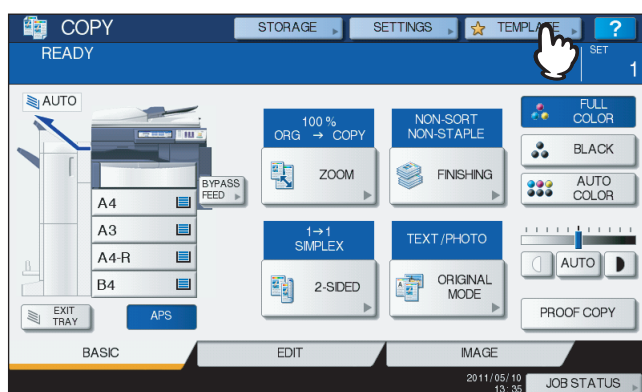 COPY
STORAGE
SETTINGS
TEMPLATE
?
READY
SET
1
AUTO
A4
A3
A4-R
B4
BYPASS
FEED
EXIT
TRAY
APS
100 %
ORG → COPY
ZOOM
NON-SORT
NON-STAPLE
FINISHING
1→1
SIMPLEX
2-SIDED
TEXT/PHOTO
ORIGINAL
MODE
FULL
COLOR
BLACK
AUTO
COLOR
AUTO
PROOF COPY
BASIC
EDIT
IMAGE
2011/05/10
13:35
JOB STATUS